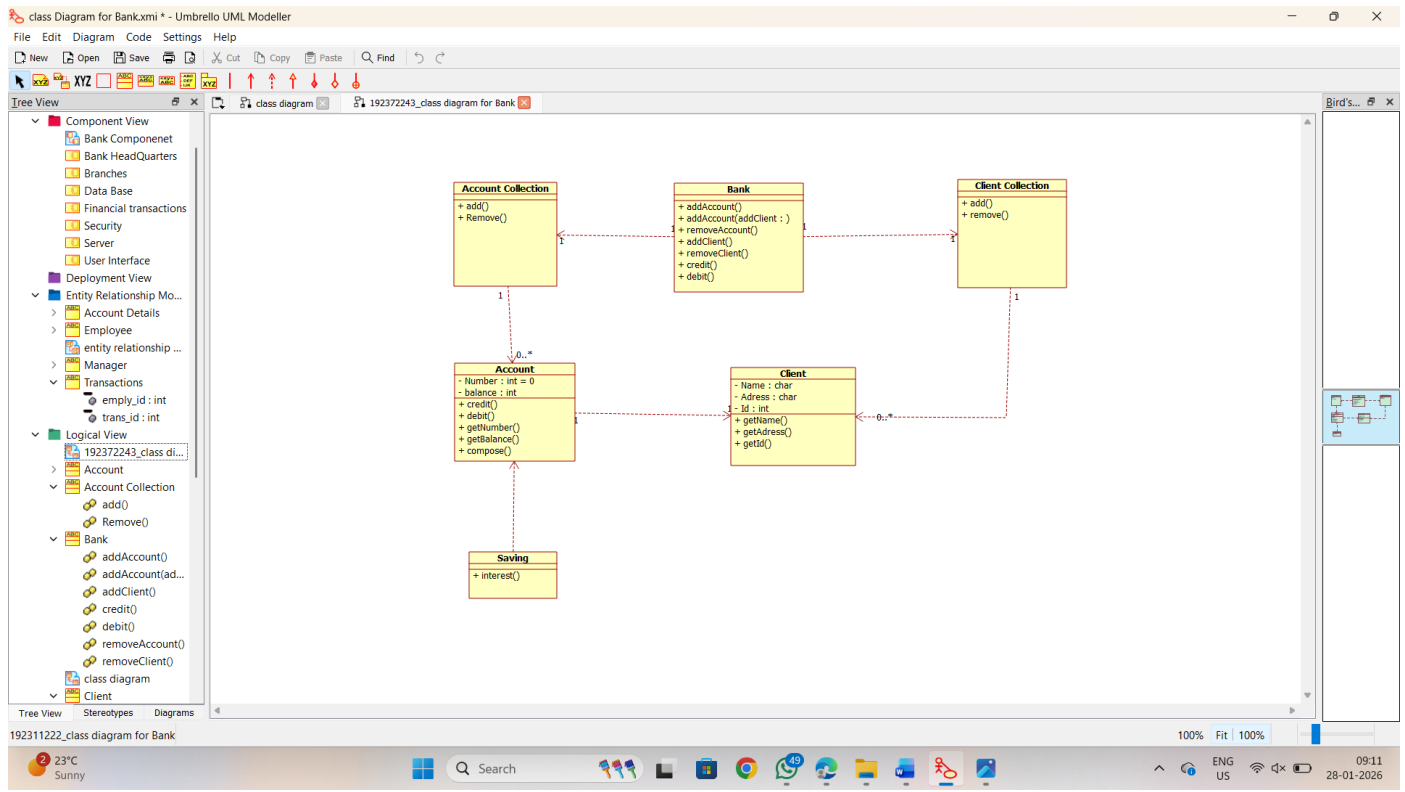 class Diagram for Bank.xmi * - Umbrello UML Modeller
File Edit Diagram Code Settings Help
New Open Save Cut Copy Paste Find
XYZ XYZ XYZ ABC
Tree View
class diagram 192372243_class diagram for Bank
Bird's...
Component View
Bank Componenet
Bank HeadQuarters
Branches
Data Base
Financial transactions
Security
Server
User Interface
Deployment View
Entity Relationship Mo...
Account Details
Employee
entity relationship ...
Manager
Transactions
emply_id : int
trans_id : int
Logical View
192372243_class di...
Account
Account Collection
add()
Remove()
Bank
addAccount()
addAccount(ad...
addClient()
credit()
debit()
removeAccount()
removeClient()
class diagram
Client
Tree View Stereotypes Diagrams
Account Collection
+ add()
+ Remove()
Bank
+ addAccount()
+ addAccount(addClient : )
+ removeAccount()
+ addClient()
+ removeClient()
+ credit()
+ debit()
Client Collection
+ add()
+ remove()
1
1
1
1
1
1
0..*
Account
- Number : int = 0
- balance : int
+ credit()
+ debit()
+ getNumber()
+ getBalance()
+ compose()
1
1
Client
- Name : char
- Adress : char
- Id : int
+ getName()
+ getAdress()
+ getId()
0..*
Saving
+ interest()
192311222_class diagram for Bank
100% Fit 100%
2
23°C
Sunny
Search
49
ENG
US
09:11
28-01-2026